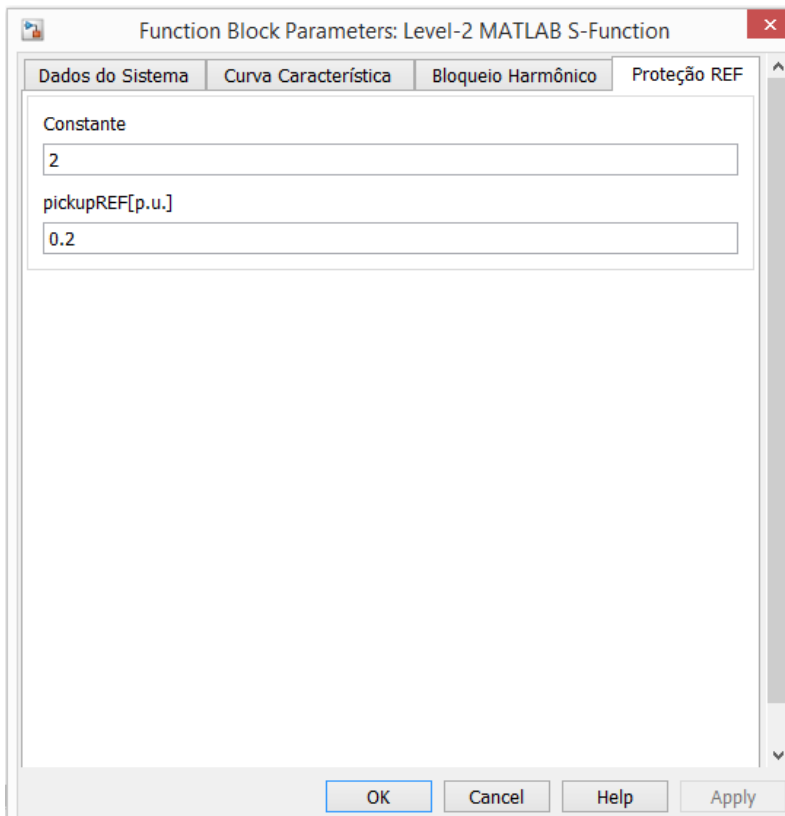 Function Block Parameters: Level-2 MATLAB S-Function
Dados do Sistema Curva Característica Bloqueio Harmônico Proteção REF
Constante
2
pickupREF[p.u.]
0.2
OK Cancel Help Apply